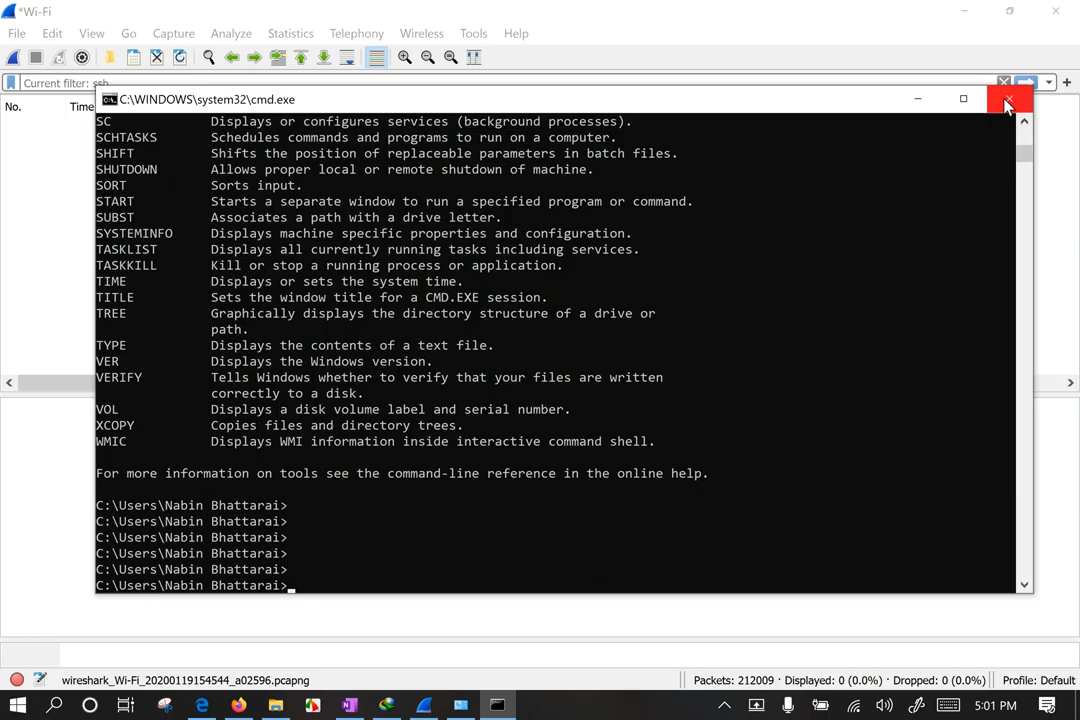 *Wi-Fi
File Edit View Go Capture Analyze Statistics Telephony Wireless Tools Help
Current filter: ssh
No. Time
C:\WINDOWS\system32\cmd.exe
SC Displays or configures services (background processes).
SCHTASKS Schedules commands and programs to run on a computer.
SHIFT Shifts the position of replaceable parameters in batch files.
SHUTDOWN Allows proper local or remote shutdown of machine.
SORT Sorts input.
START Starts a separate window to run a specified program or command.
SUBST Associates a path with a drive letter.
SYSTEMINFO Displays machine specific properties and configuration.
TASKLIST Displays all currently running tasks including services.
TASKKILL Kill or stop a running process or application.
TIME Displays or sets the system time.
TITLE Sets the window title for a CMD.EXE session.
TREE Graphically displays the directory structure of a drive or
path.
TYPE Displays the contents of a text file.
VER Displays the Windows version.
VERIFY Tells Windows whether to verify that your files are written
correctly to a disk.
VOL Displays a disk volume label and serial number.
XCOPY Copies files and directory trees.
WMIC Displays WMI information inside interactive command shell.
For more information on tools see the command-line reference in the online help.
C:\Users\Nabin Bhattarai>
C:\Users\Nabin Bhattarai>
C:\Users\Nabin Bhattarai>
C:\Users\Nabin Bhattarai>
C:\Users\Nabin Bhattarai>
C:\Users\Nabin Bhattarai>
wireshark_Wi-Fi_20200119154544_a02596.pcapng Packets: 212009 · Displayed: 0 (0.0%) · Dropped: 0 (0.0%) Profile: Default
5:01 PM